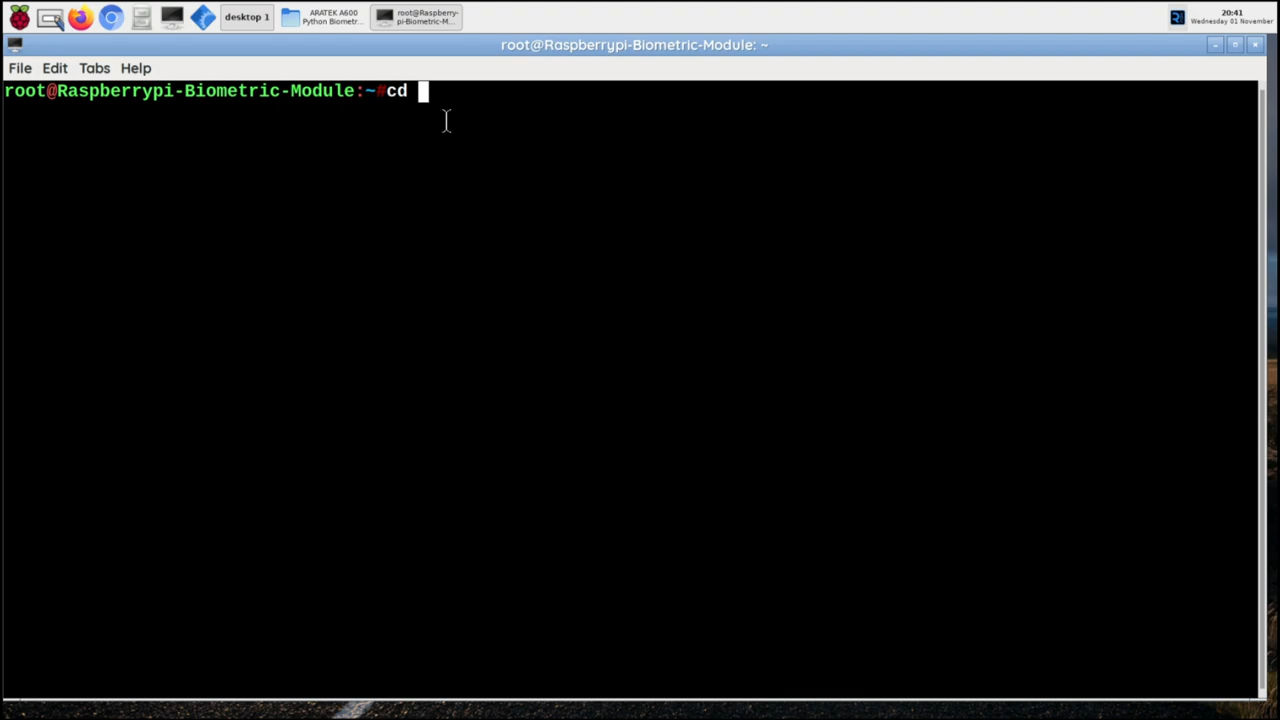 desktop 1
ARATEK A600
Python Biometr...
root@Raspberry-
pi-Biometric-M...
20:41
Wednesday 01 November
root@Raspberrypi-Biometric-Module: ~
File Edit Tabs Help
root@Raspberrypi-Biometric-Module:~#cd